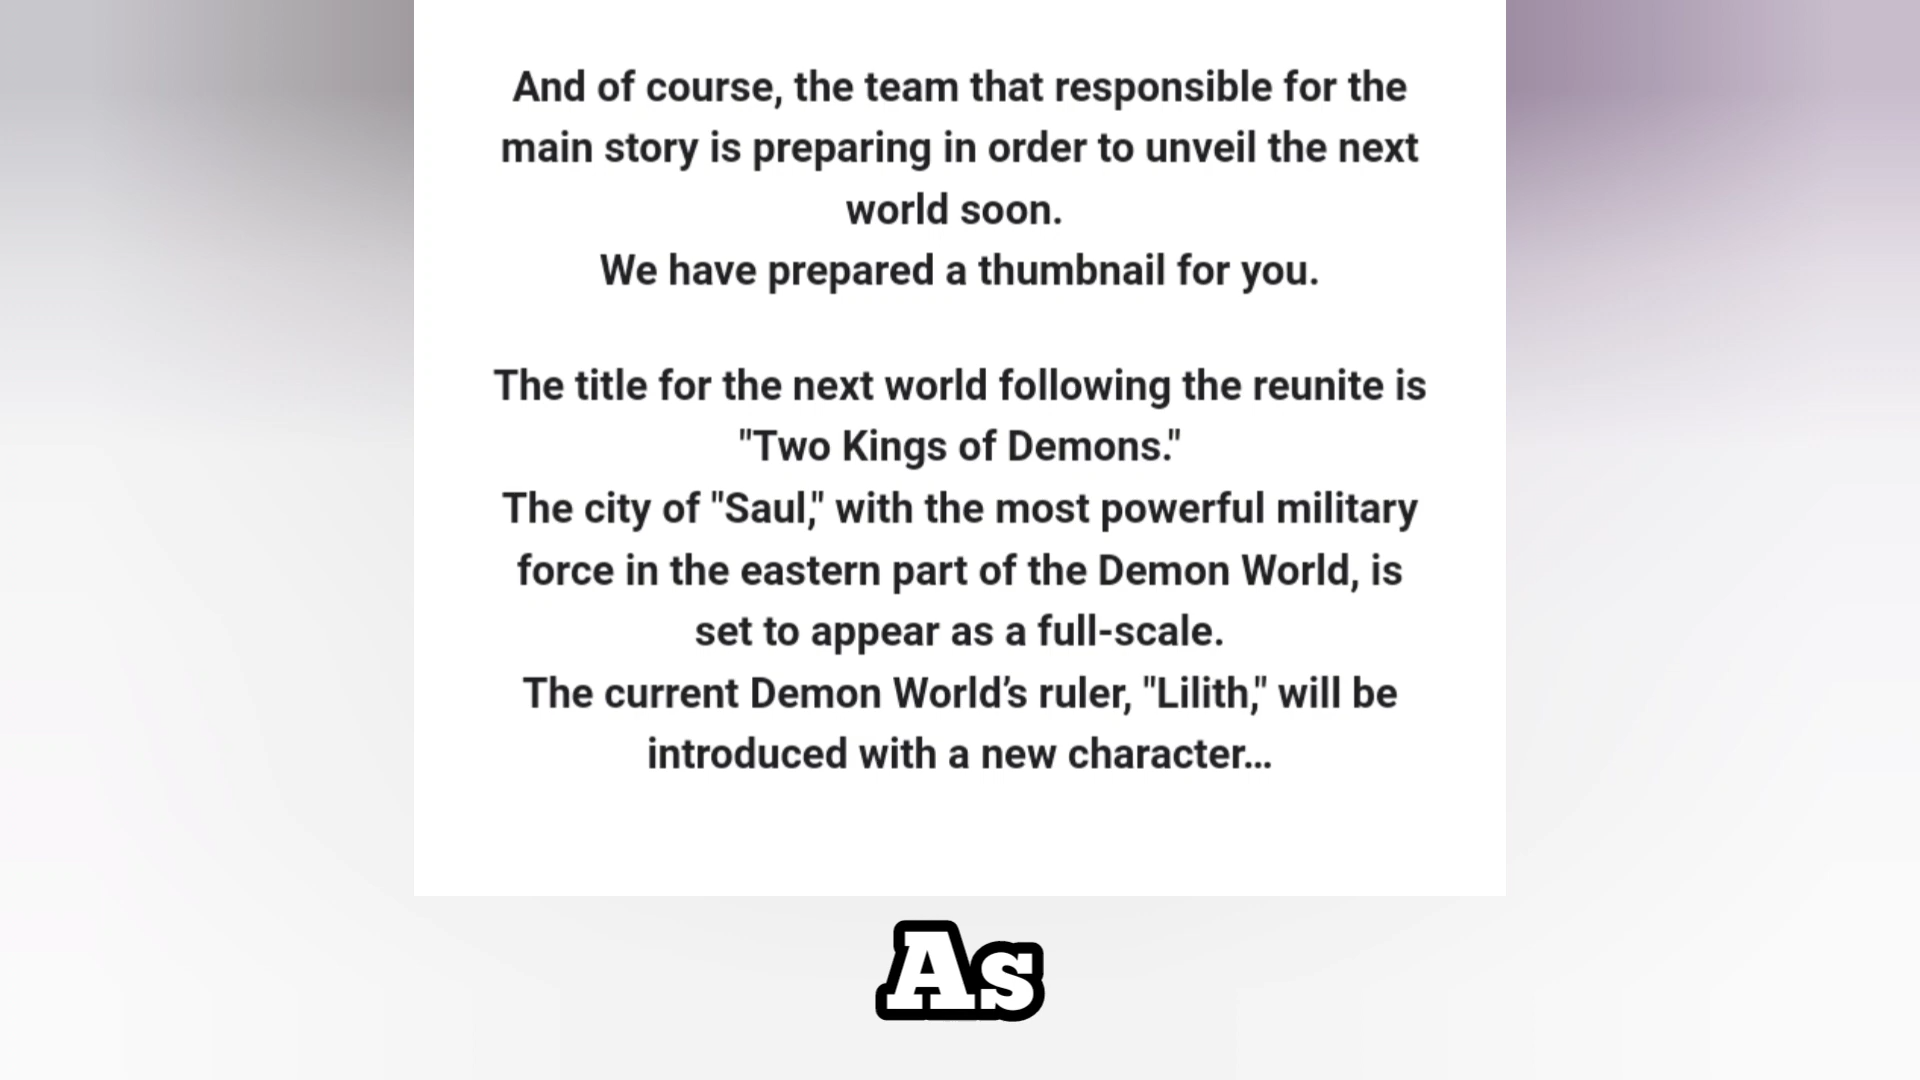 And of course, the team that responsible for the
main story is preparing in order to unveil the next
world soon.
We have prepared a thumbnail for you.
The title for the next world following the reunite is
"Two Kings of Demons."
The city of "Saul," with the most powerful military
force in the eastern part of the Demon World, is
set to appear as a full-scale.
The current Demon World’s ruler, "Lilith," will be
introduced with a new character...
As